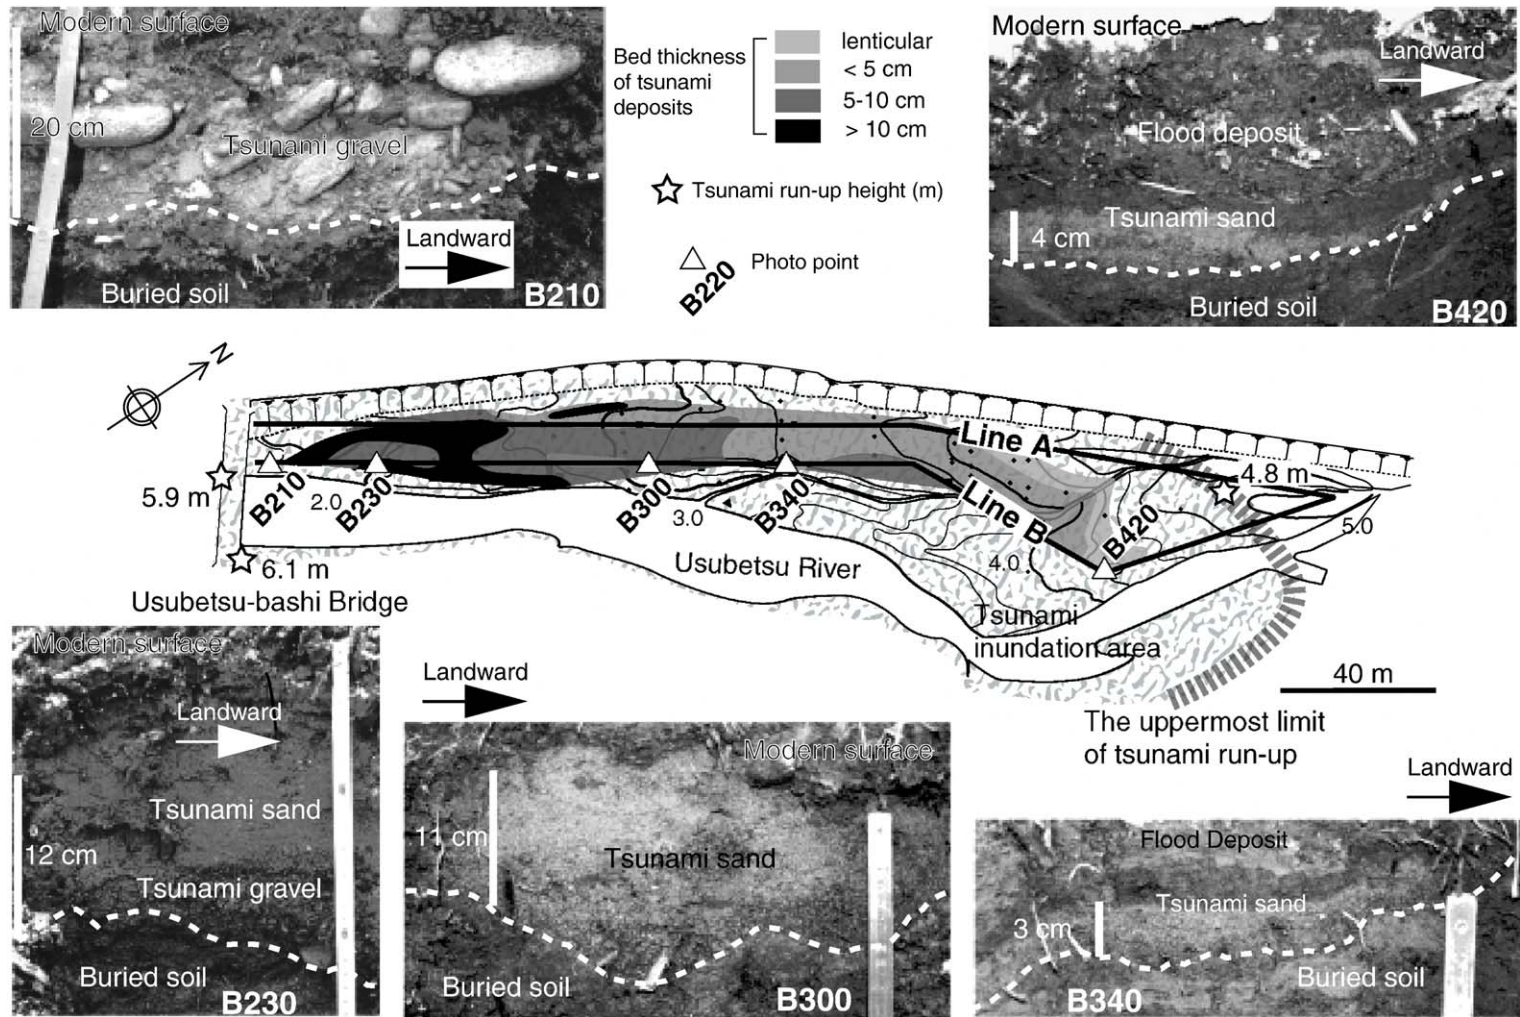 Modern surface
20 cm
Tsunami gravel
Landward
Buried soil
B210
Bed thickness
of tsunami
deposits
lenticular
< 5 cm
5-10 cm
> 10 cm
Tsunami run-up height (m)
B220
Photo point
Modern surface
Landward
Flood deposit
Tsunami sand
4 cm
Buried soil
B420
N
Line A
4.8 m
5.9 m
B210
2.0
B230
B300
3.0
B340
Line B
B420
5.0
4.0
6.1 m
Usubetsu River
Usubetsu-bashi Bridge
Tsunami
inundation area
40 m
The uppermost limit
of tsunami run-up
Modern surface
Landward
Tsunami sand
12 cm
Tsunami gravel
Buried soil
B230
Landward
Modern surface
11 cm
Tsunami sand
Buried soil
B300
Landward
Flood Deposit
Tsunami sand
3 cm
Buried soil
B340